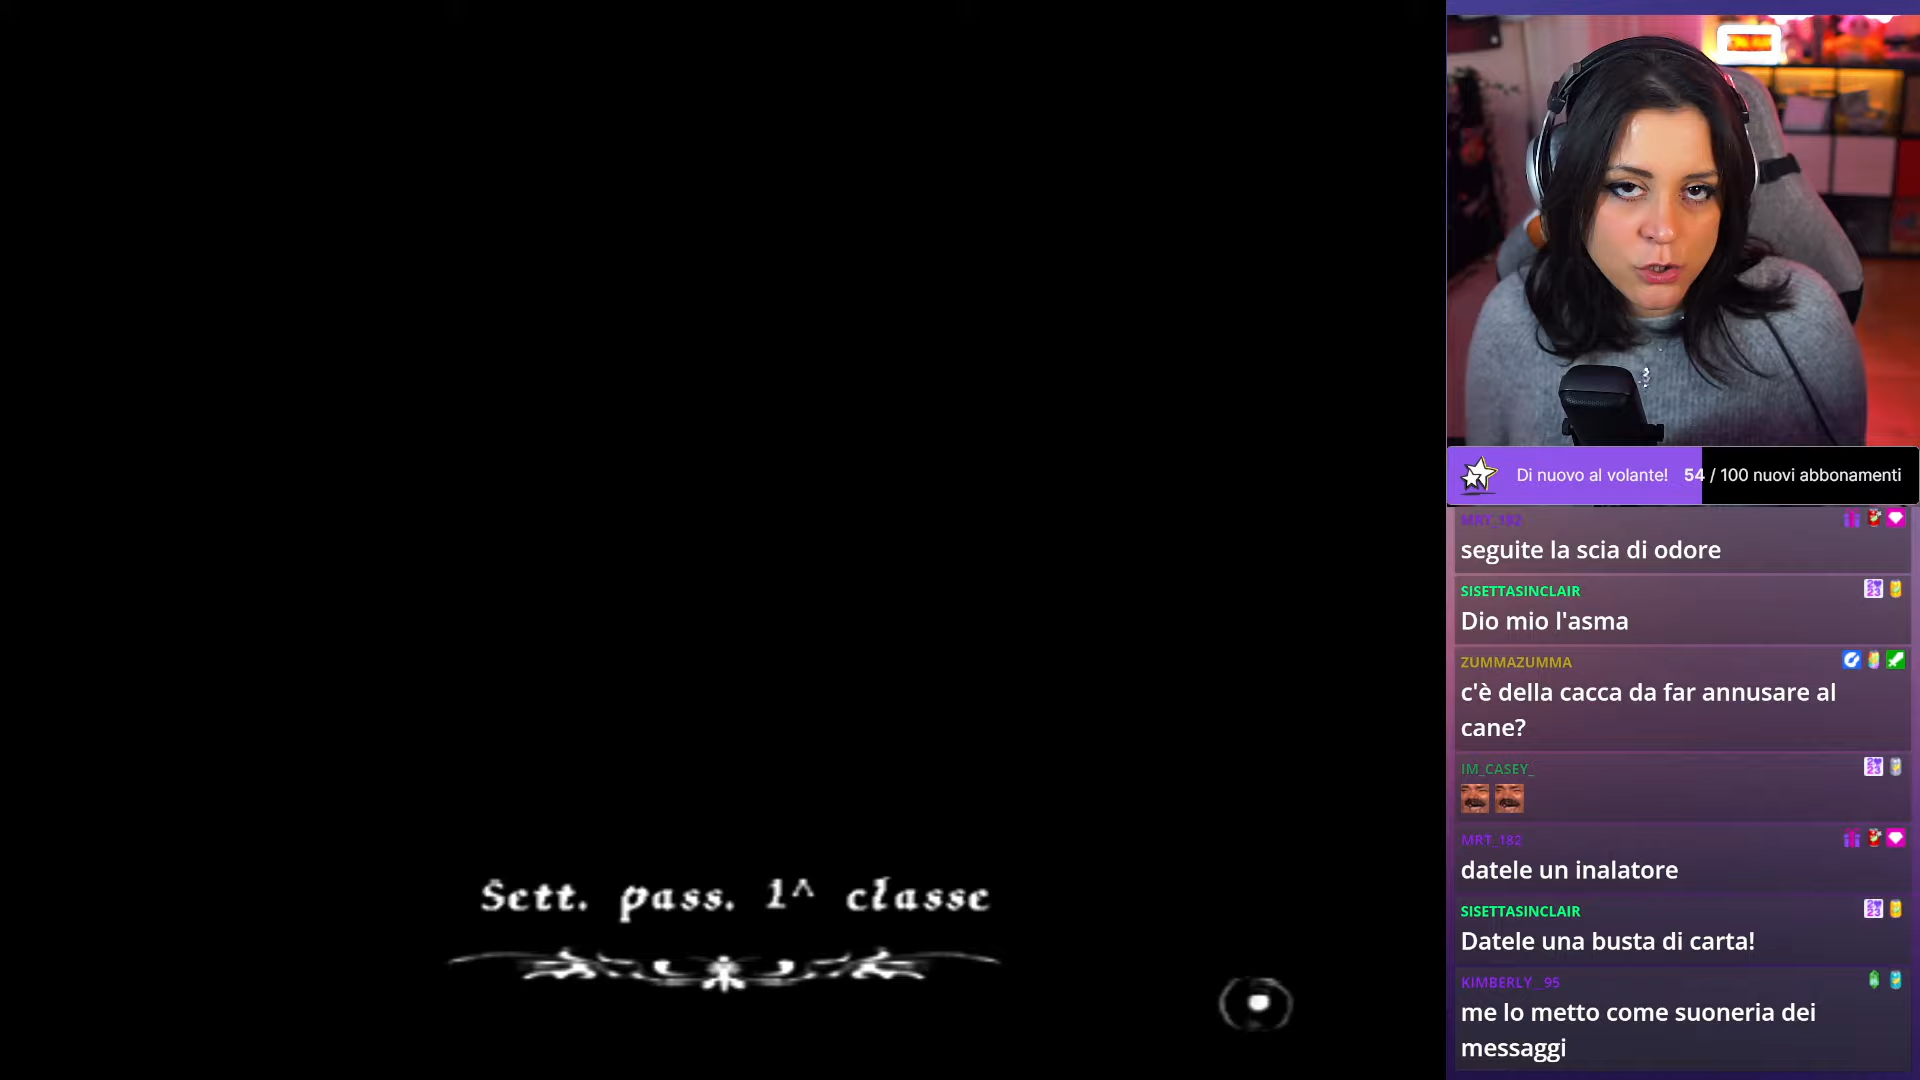 Sett. pass. 1^ classe
Di nuovo al volante! 54 / 100 nuovi abbonamenti
seguite la scia di odore
SISETTASINCLAIR
Dio mio l'asma
ZUMMAZUMMA
c'è della cacca da far annusare al
cane?
IM_CASEY_
MRT_182
datele un inalatore
SISETTASINCLAIR
Datele una busta di carta!
KIMBERLY__95
me lo metto come suoneria dei
messaggi